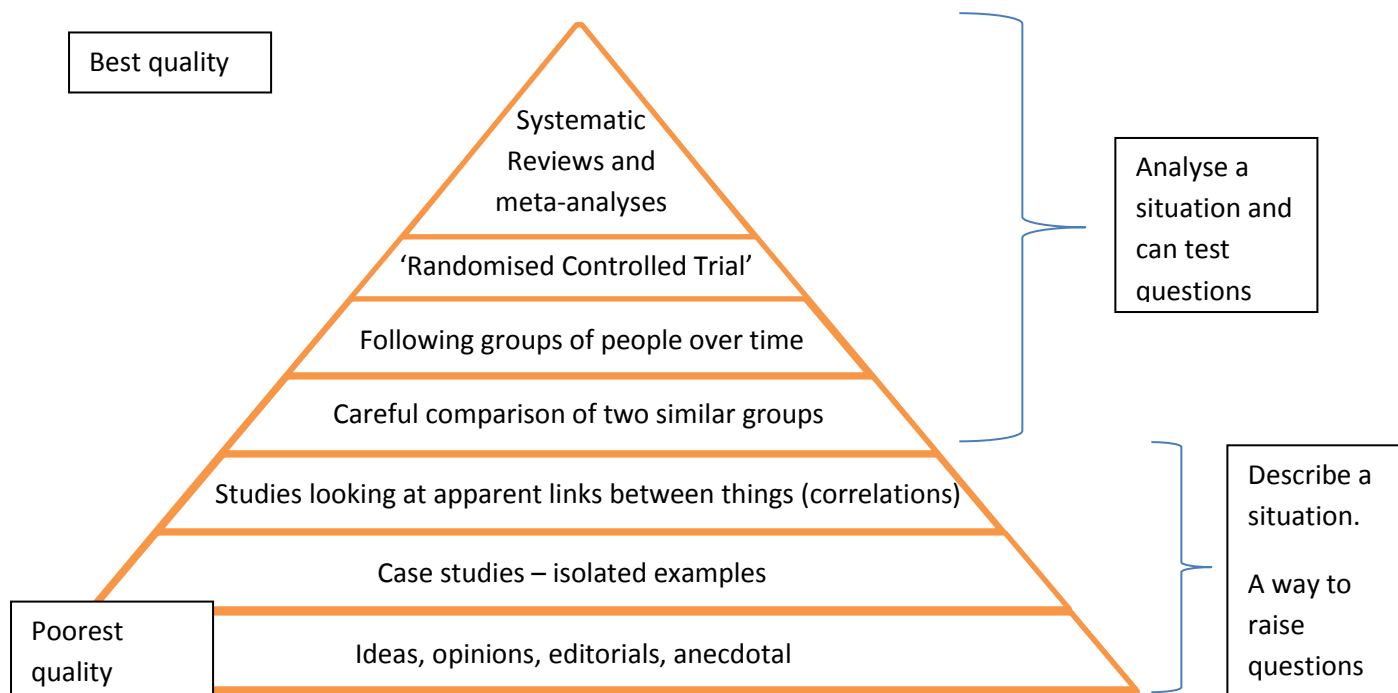 Best quality
Systematic
Reviews and
meta-analyses
‘Randomised Controlled Trial’
Following groups of people over time
Careful comparison of two similar groups
Studies looking at apparent links between things (correlations)
Case studies – isolated examples
Ideas, opinions, editorials, anecdotal
Poorest
quality
Analyse a
situation and
can test
questions
Describe a
situation.
A way to
raise
questions